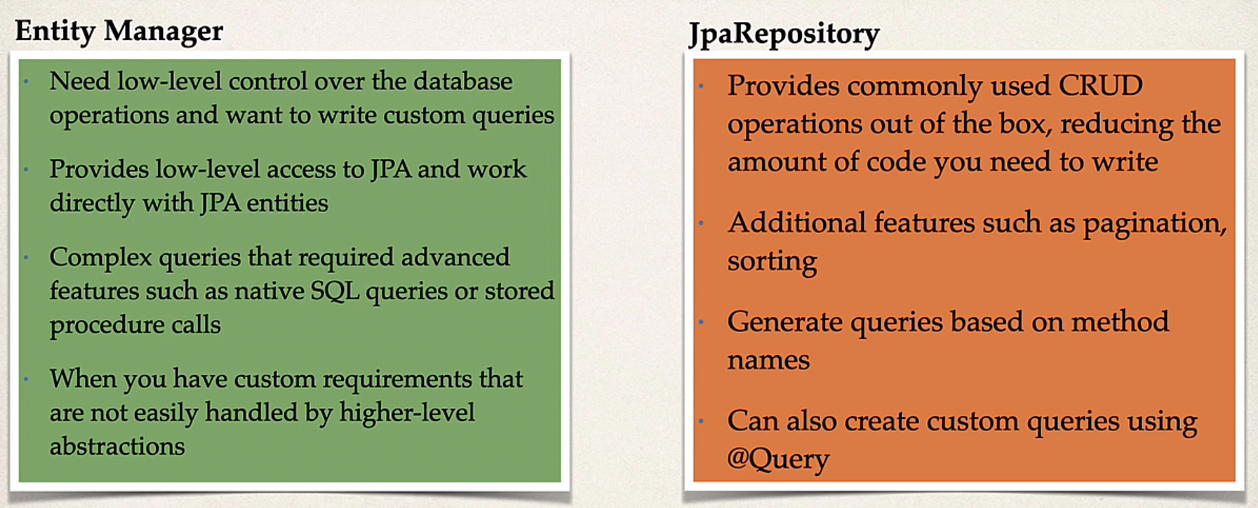 Entity Manager
· Need low-level control over the database
operations and want to write custom queries
· Provides low-level access to JPA and work
directly with JPA entities
· Complex queries that required advanced
features such as native SQL queries or stored
procedure calls
· When you have custom requirements that
are not easily handled by higher-level
abstractions
JpaRepository
· Provides commonly used CRUD
operations out of the box, reducing the
amount of code you need to write
· Additional features such as pagination,
sorting
· Generate queries based on method
names
· Can also create custom queries using
@Query